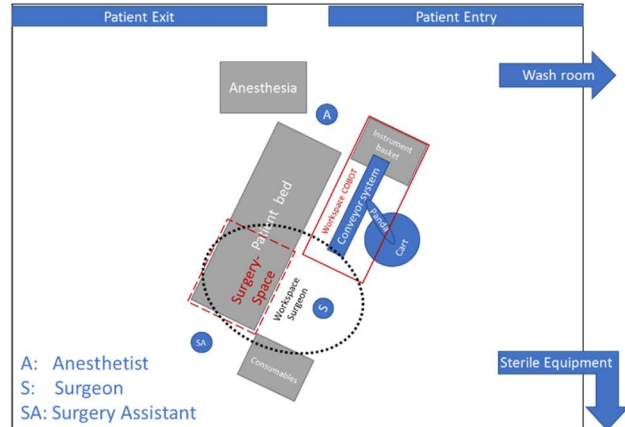 Patient Exit
Patient Entry
Wash room
Anesthesia
A
Instrument
basket
Workspace COBOT
Conveyor system
Panda
Cart
Patient bed
Surgery-
Space
Workspace
Surgeon
S
SA
Consumables
Sterile Equipment
A: Anesthetist
S: Surgeon
SA: Surgery Assistant